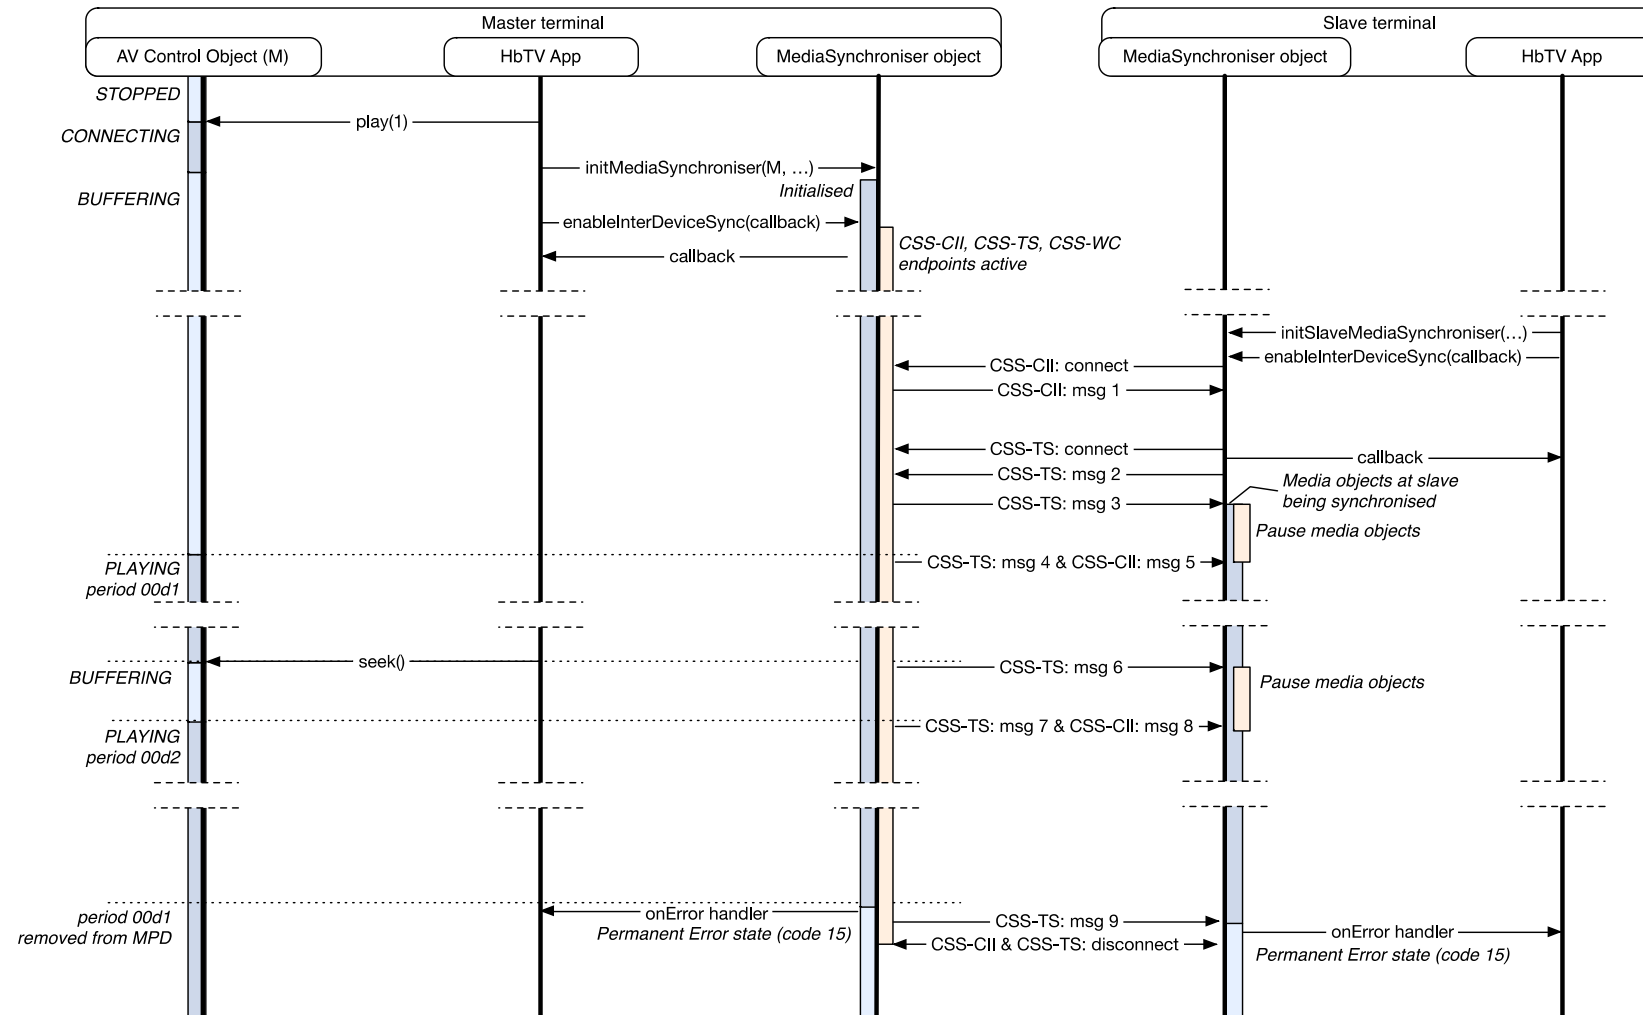 Master terminal
Slave terminal
AV Control Object (M)
HbTV App
MediaSynchroniser object
MediaSynchroniser object
HbTV App
STOPPED
play(1)
CONNECTING
initMediaSynchroniser(M, …)
Initialised
BUFFERING
enableInterDeviceSync(callback)
CSS-CII, CSS-TS, CSS-WC
endpoints active
callback
initSlaveMediaSynchroniser(…)
enableInterDeviceSync(callback)
CSS-CII: connect
CSS-CII: msg 1
CSS-TS: connect
callback
CSS-TS: msg 2
Media objects at slave
being synchronised
CSS-TS: msg 3
Pause media objects
CSS-TS: msg 4 & CSS-CII: msg 5
PLAYING
period 00d1
seek()
CSS-TS: msg 6
BUFFERING
Pause media objects
CSS-TS: msg 7 & CSS-CII: msg 8
PLAYING
period 00d2
period 00d1
removed from MPD
onError handler
Permanent Error state (code 15)
CSS-TS: msg 9
CSS-CII & CSS-TS: disconnect
onError handler
Permanent Error state (code 15)